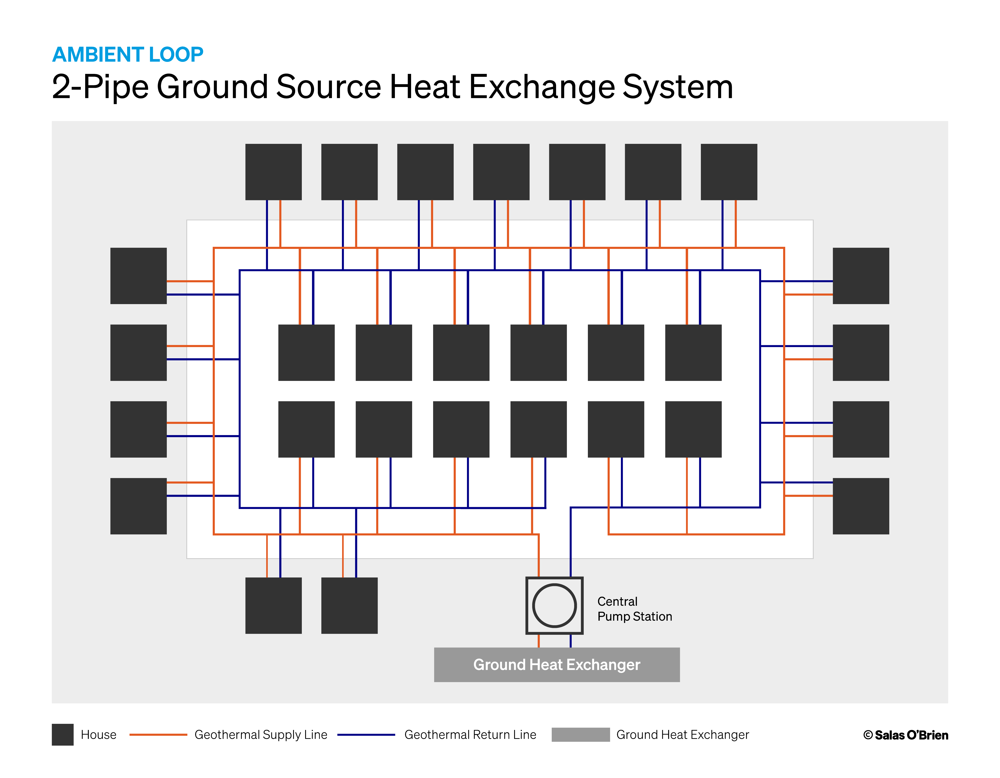 AMBIENT LOOP
2-Pipe Ground Source Heat Exchange System
Central
Pump Station
Ground Heat Exchanger
House
Geothermal Supply Line
Geothermal Return Line
Ground Heat Exchanger
© Salas O’Brien